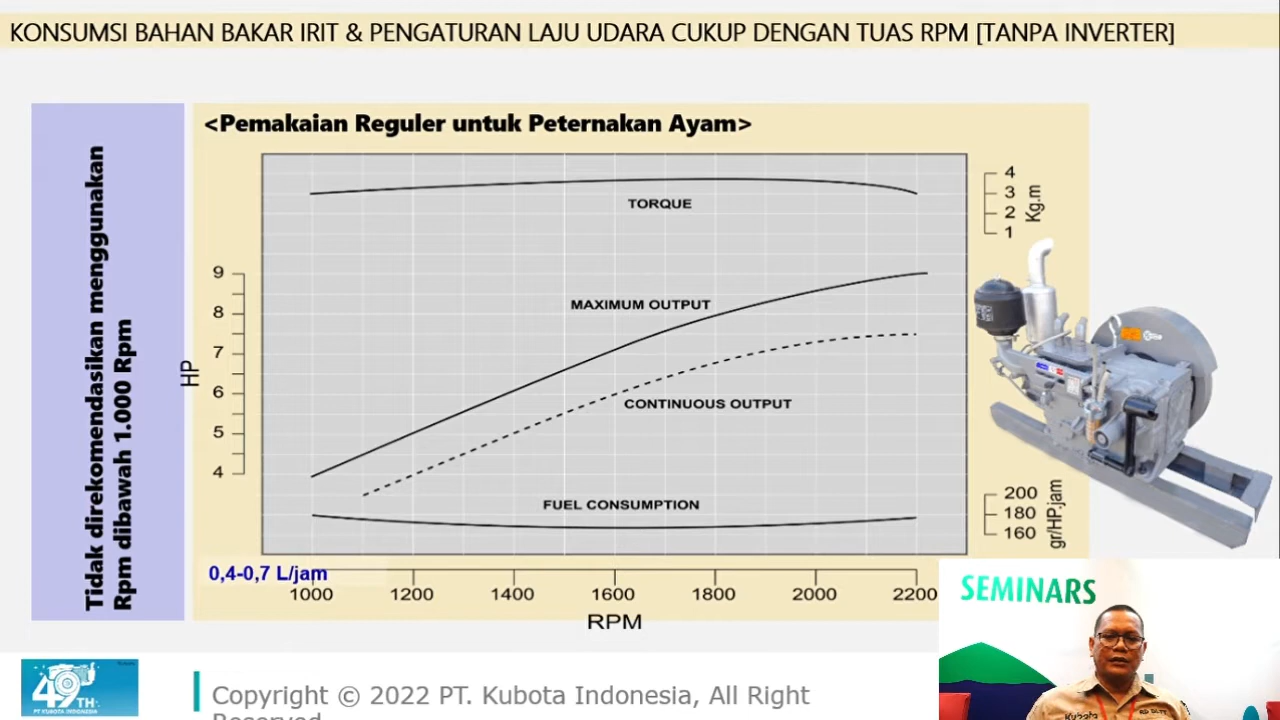 KONSUMSI BAHAN BAKAR IRIT & PENGATURAN LAJU UDARA CUKUP DENGAN TUAS RPM [TANPA INVERTER]
Tidak direkomendasikan menggunakan
Rpm dibawah 1.000 Rpm
<Pemakaian Reguler untuk Peternakan Ayam>
TORQUE
4
3
2
1
Kg.m
9
8
7
6
5
4
HP
MAXIMUM OUTPUT
CONTINUOUS OUTPUT
FUEL CONSUMPTION
200
180
160
gr/HP.jam
0,4-0,7 L/jam
1000 1200 1400 1600 1800 2000 2200
RPM
SEMINARS
49TH
PT KUBOTA INDONESIA
Copyright © 2022 PT. Kubota Indonesia, All Right
Reserved
Kubota